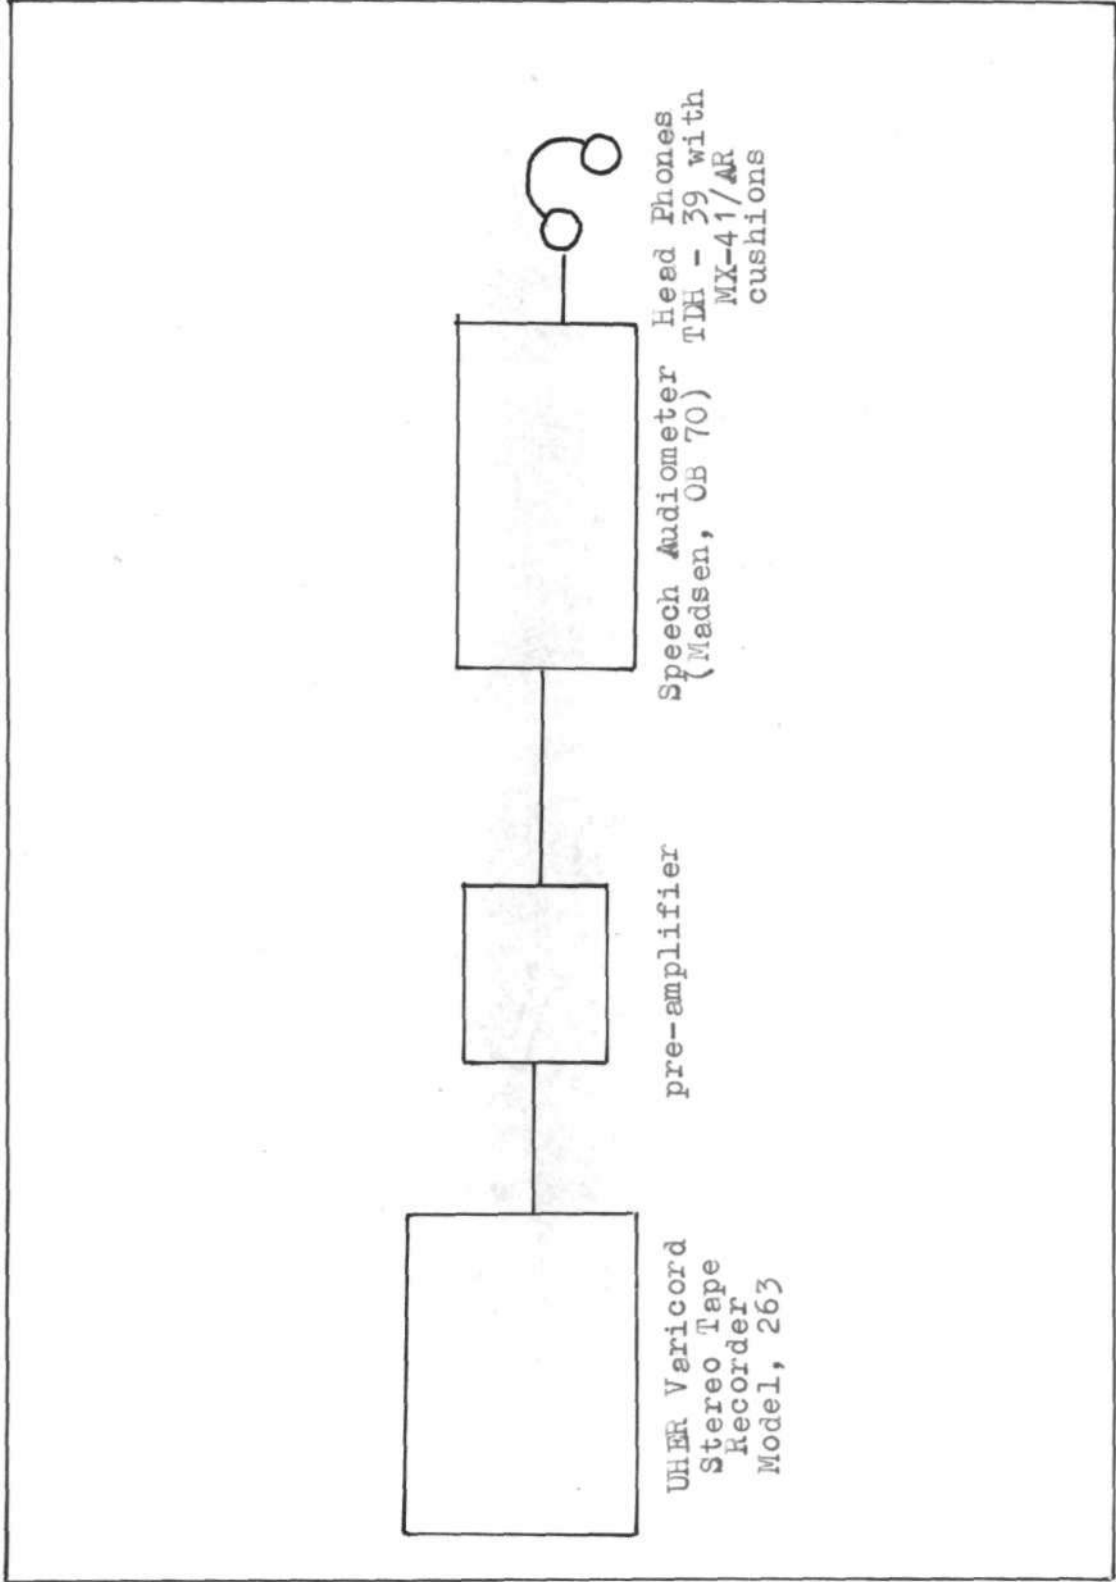 UHER Varicord
Stereo Tape
Recorder
Model, 263
pre-amplifier
Speech Audiometer
(Madsen, OB 70)
Head Phones
TDH - 39 with
MX-41/AR
cushions